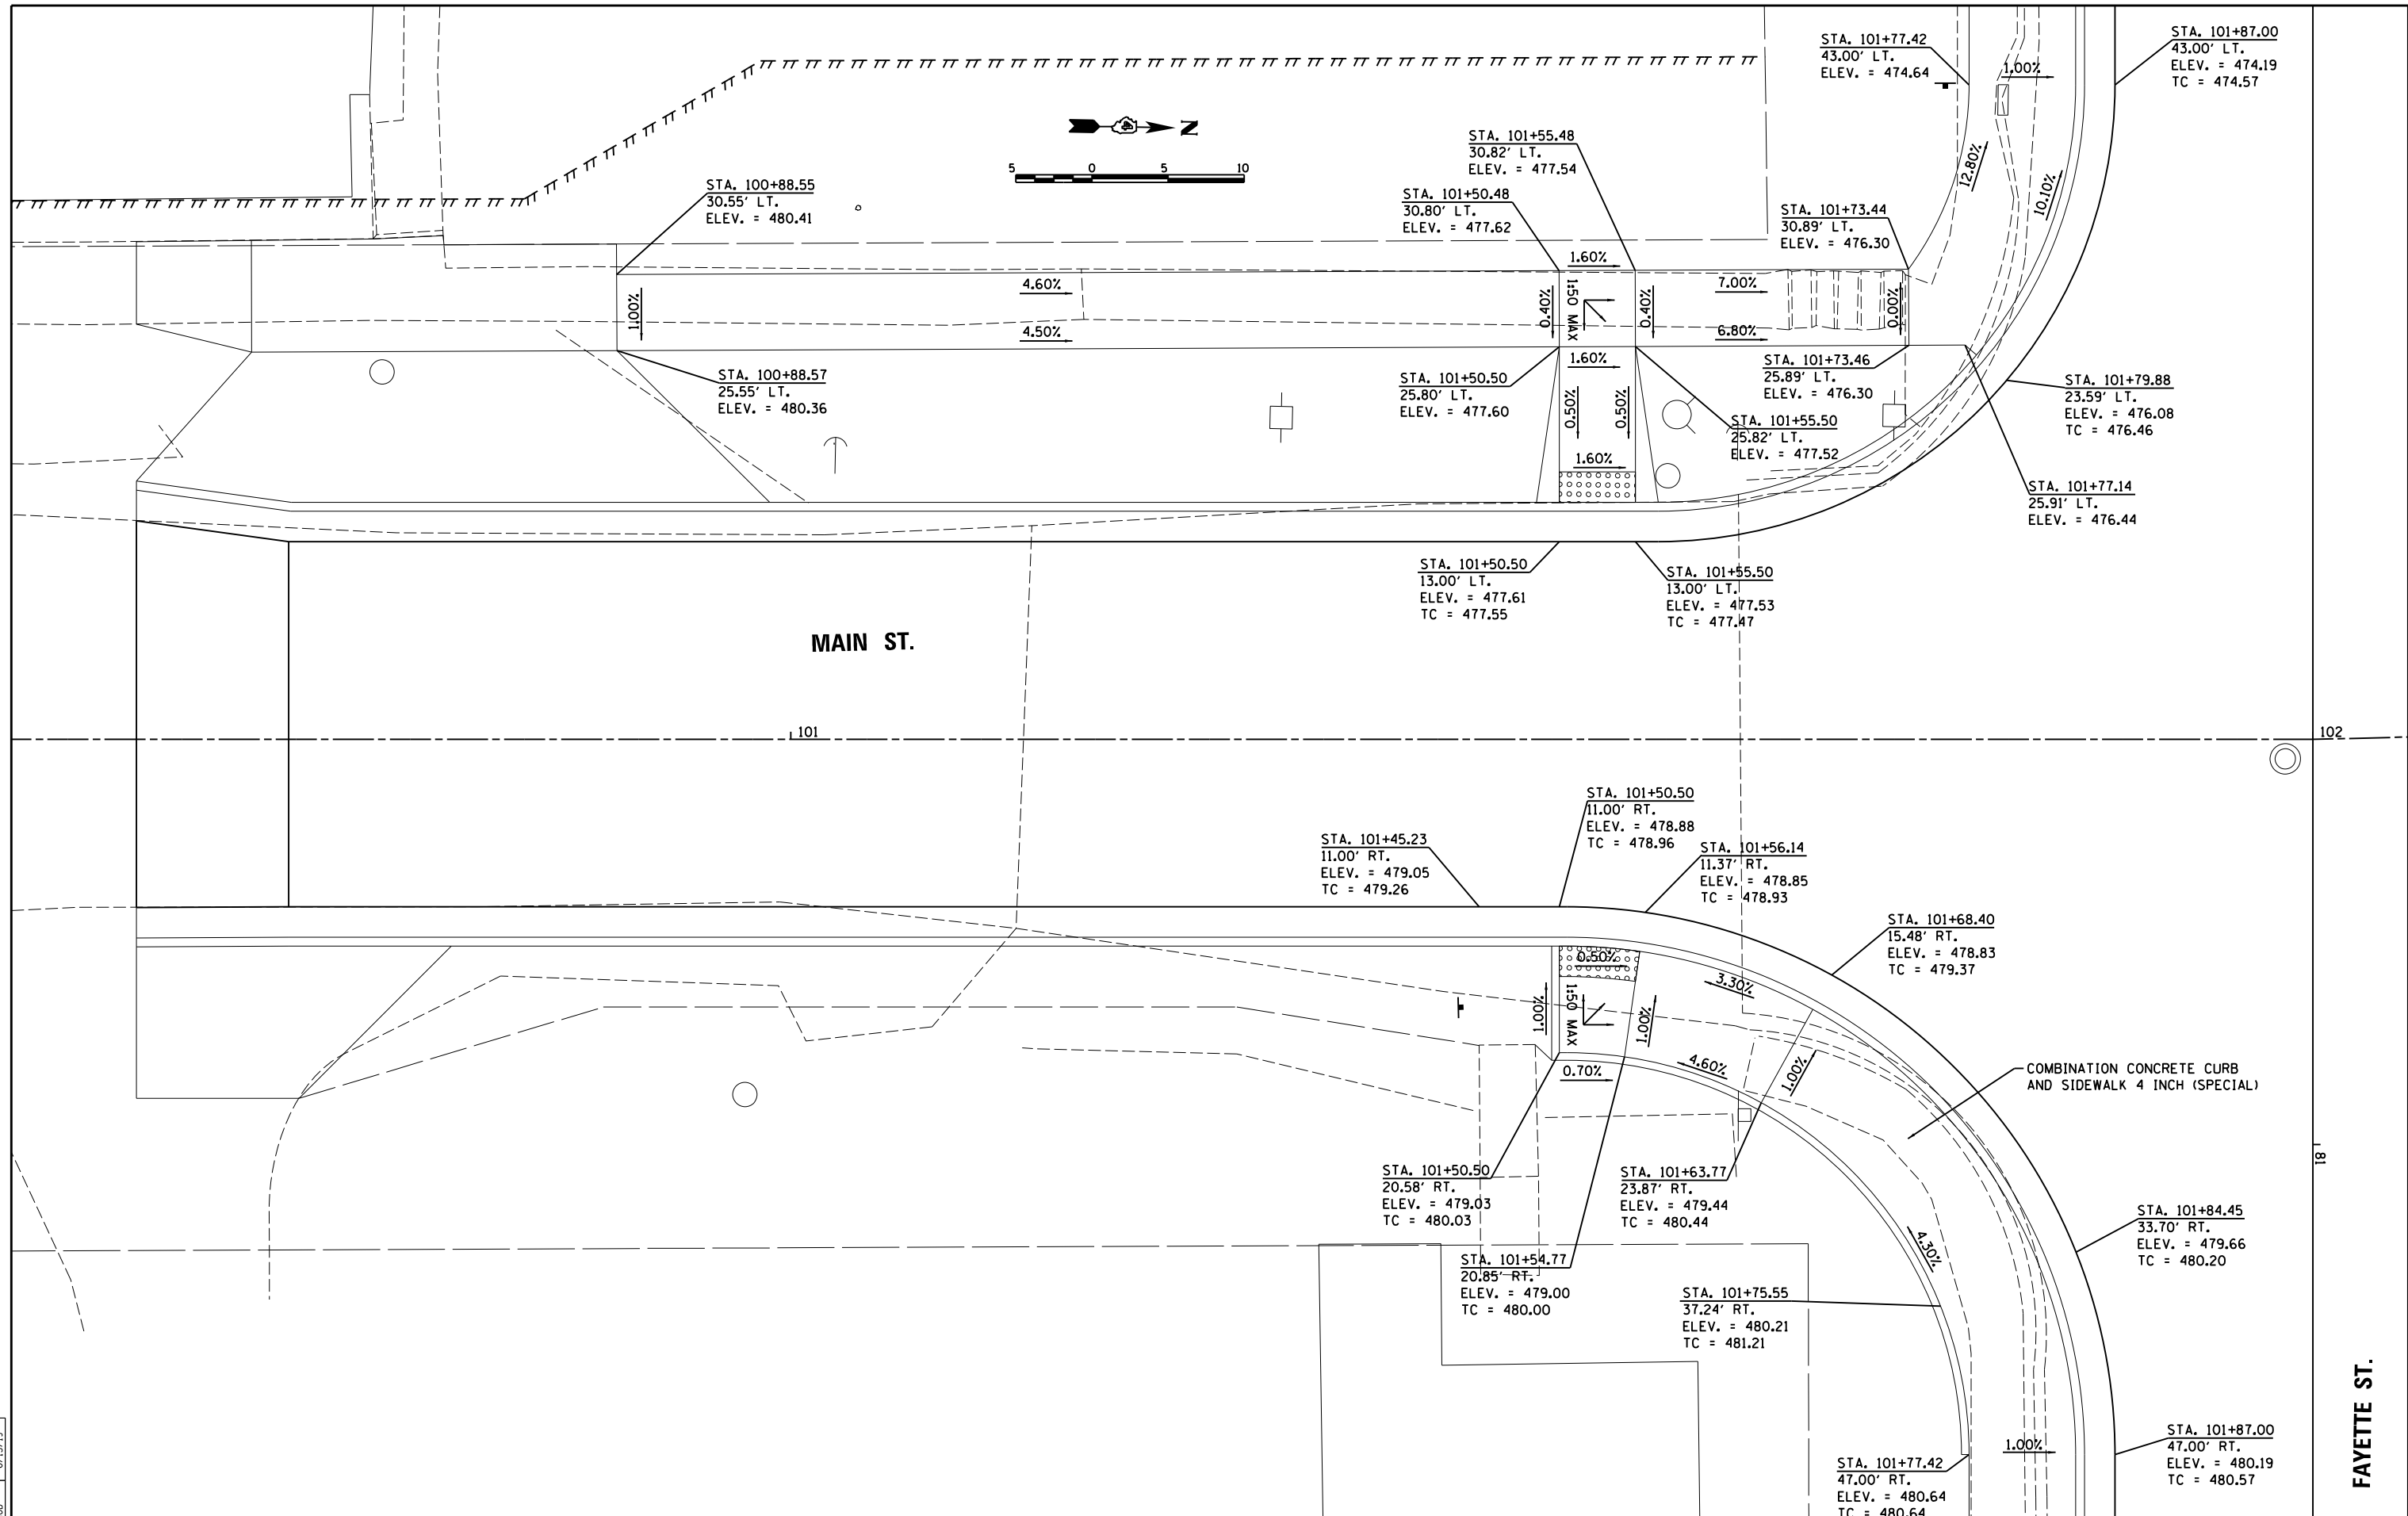 STA. 101+77.42
43.00' LT.
ELEV. = 474.64
1.00%
STA. 101+87.00
43.00' LT.
ELEV. = 474.19
TC = 474.57
N
5 0 5 10
STA. 100+88.55
30.55' LT.
ELEV. = 480.41
STA. 101+55.48
30.82' LT.
ELEV. = 477.54
STA. 101+50.48
30.80' LT.
ELEV. = 477.62
STA. 101+73.44
30.89' LT.
ELEV. = 476.30
12.80%
10.10%
1.60%
4.60%
7.00%
1.00%
0.40%
1:50 MAX
0.40%
0.00%
4.50%
6.80%
1.60%
STA. 100+88.57
25.55' LT.
ELEV. = 480.36
STA. 101+50.50
25.80' LT.
ELEV. = 477.60
0.50%
0.50%
1.60%
STA. 101+73.46
25.89' LT.
ELEV. = 476.30
STA. 101+55.50
25.82' LT.
ELEV. = 477.52
STA. 101+79.88
23.59' LT.
ELEV. = 476.08
TC = 476.46
STA. 101+77.14
25.91' LT.
ELEV. = 476.44
STA. 101+50.50
13.00' LT.
ELEV. = 477.61
TC = 477.55
STA. 101+55.50
13.00' LT.
ELEV. = 477.53
TC = 477.47
MAIN ST.
101
102
STA. 101+45.23
11.00' RT.
ELEV. = 479.05
TC = 479.26
STA. 101+50.50
11.00' RT.
ELEV. = 478.88
TC = 478.96
STA. 101+56.14
11.37' RT.
ELEV. = 478.85
TC = 478.93
STA. 101+68.40
15.48' RT.
ELEV. = 478.83
TC = 479.37
0.50%
3.30%
1.00%
1:50 MAX
1.00%
4.60%
1.00%
0.70%
COMBINATION CONCRETE CURB
AND SIDEWALK 4 INCH (SPECIAL)
81
STA. 101+50.50
20.58' RT.
ELEV. = 479.03
TC = 480.03
STA. 101+63.77
23.87' RT.
ELEV. = 479.44
TC = 480.44
STA. 101+54.77
20.85' RT.
ELEV. = 479.00
TC = 480.00
4.30%
STA. 101+84.45
33.70' RT.
ELEV. = 479.66
TC = 480.20
STA. 101+75.55
37.24' RT.
ELEV. = 480.21
TC = 481.21
1.00%
STA. 101+77.42
47.00' RT.
ELEV. = 480.64
TC = 480.64
STA. 101+87.00
47.00' RT.
ELEV. = 480.19
TC = 480.57
FAYETTE ST.